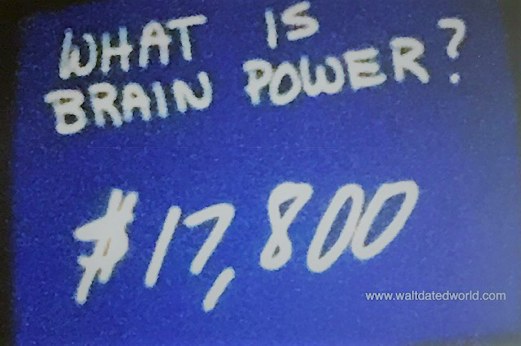 WHAT IS
BRAIN POWER?
$17,800
www.waltdatedworld.com